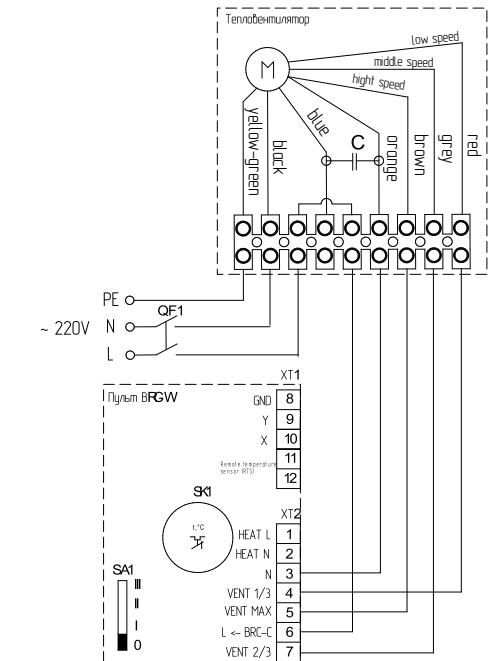 Тепловентилятор
low speed
M
middle speed
hight speed
yellow-green
black
blue
C
orange
brown
grey
red
PE
QF1
~ 220V N
L
XT1
Пульт BRGW
GND 8
Y 9
X 10
Remote temperature sensor (RTS)
11
12
SK1
t,°C
XT2
HEAT L 1
HEAT N 2
SA1
III
N 3
II
VENT 1/3 4
I
VENT MAX 5
0
L <- BRC-C 6
VENT 2/3 7